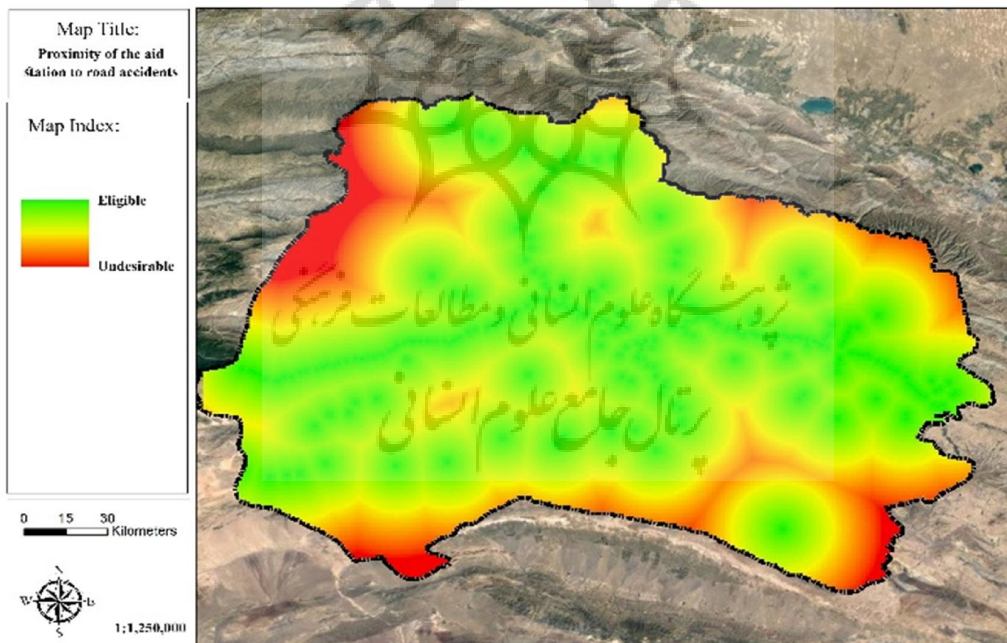 Map Title:
Proximity of the aid
station to road accidents
Map Index:
Eligible
Undesirable
0 15 30
Kilometers
N
W E
S
1:1,250,000
پژوهشگاه علوم انسانی و مطالعات فرهنگی
پرتال جامع علوم انسانی